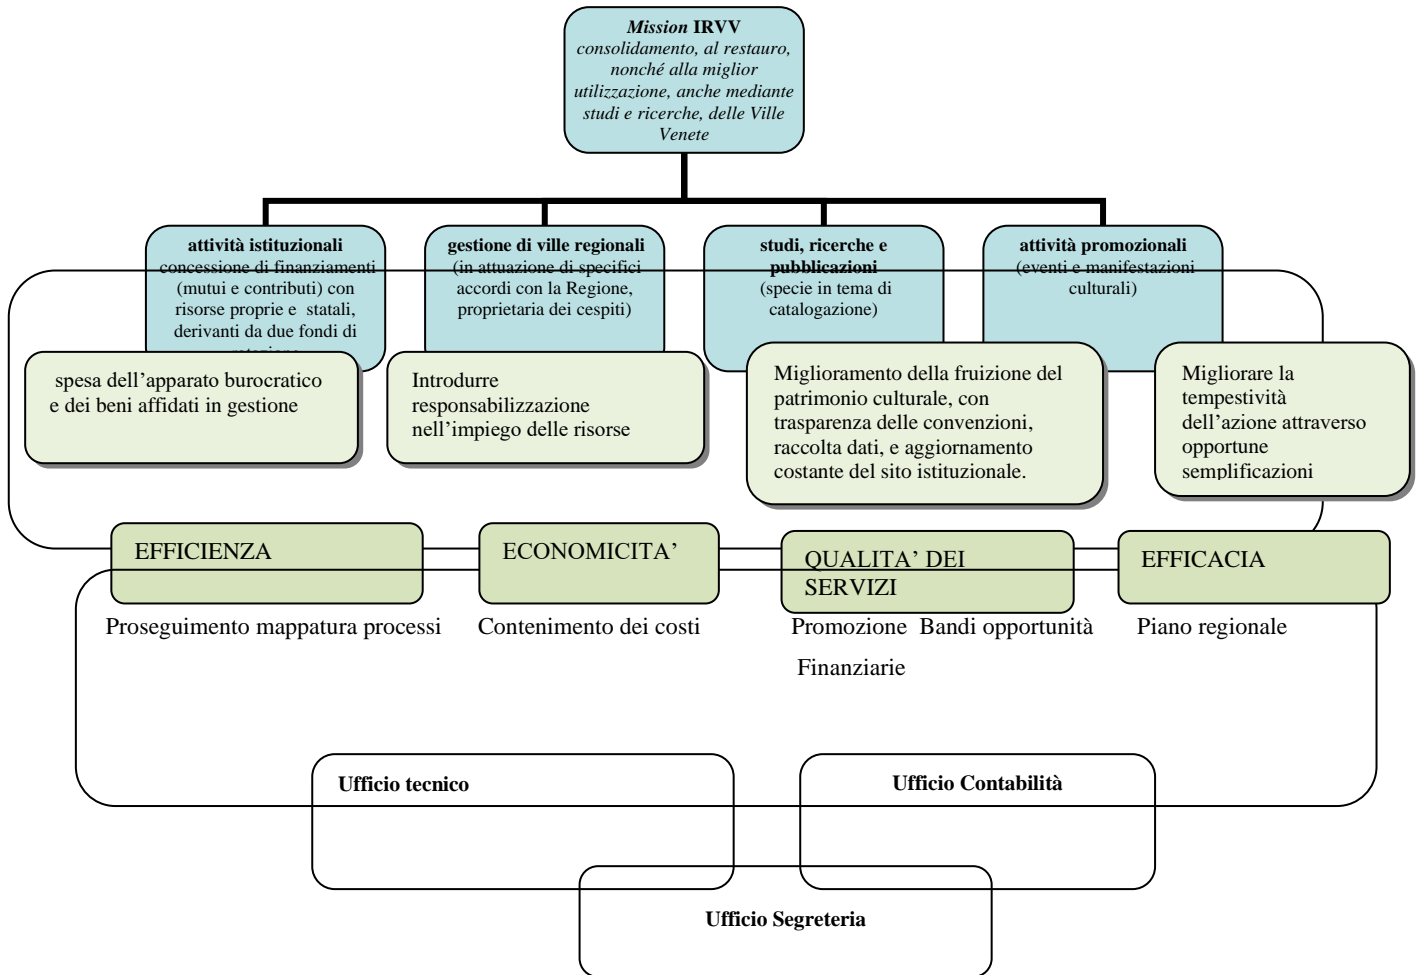 Mission IRVV
consolidamento, al restauro,
nonché alla miglior
utilizzazione, anche mediante
studi e ricerche, delle Ville
Venete
attività istituzionali
concessione di finanziamenti
(mutui e contributi) con
risorse proprie e statali,
derivanti da due fondi di
gestione di ville regionali
(in attuazione di specifici
accordi con la Regione,
proprietaria dei cespiti)
studi, ricerche e
pubblicazioni
(specie in tema di
catalogazione)
attività promozionali
(eventi e manifestazioni
culturali)
spesa dell'apparato burocratico
e dei beni affidati in gestione
Introdurre
responsabilizzazione
nell'impiego delle risorse
Miglioramento della fruizione del
patrimonio culturale, con
trasparenza delle convenzioni,
raccolta dati, e aggiornamento
costante del sito istituzionale.
Migliorare la
tempestività
dell'azione attraverso
opportune
semplificazioni
EFFICIENZA
ECONOMICITA'
QUALITA' DEI
SERVIZI
EFFICACIA
Proseguimento mappatura processi
Contenimento dei costi
Promozione Bandi opportunità
Finanziarie
Piano regionale
Ufficio tecnico
Ufficio Contabilità
Ufficio Segreteria